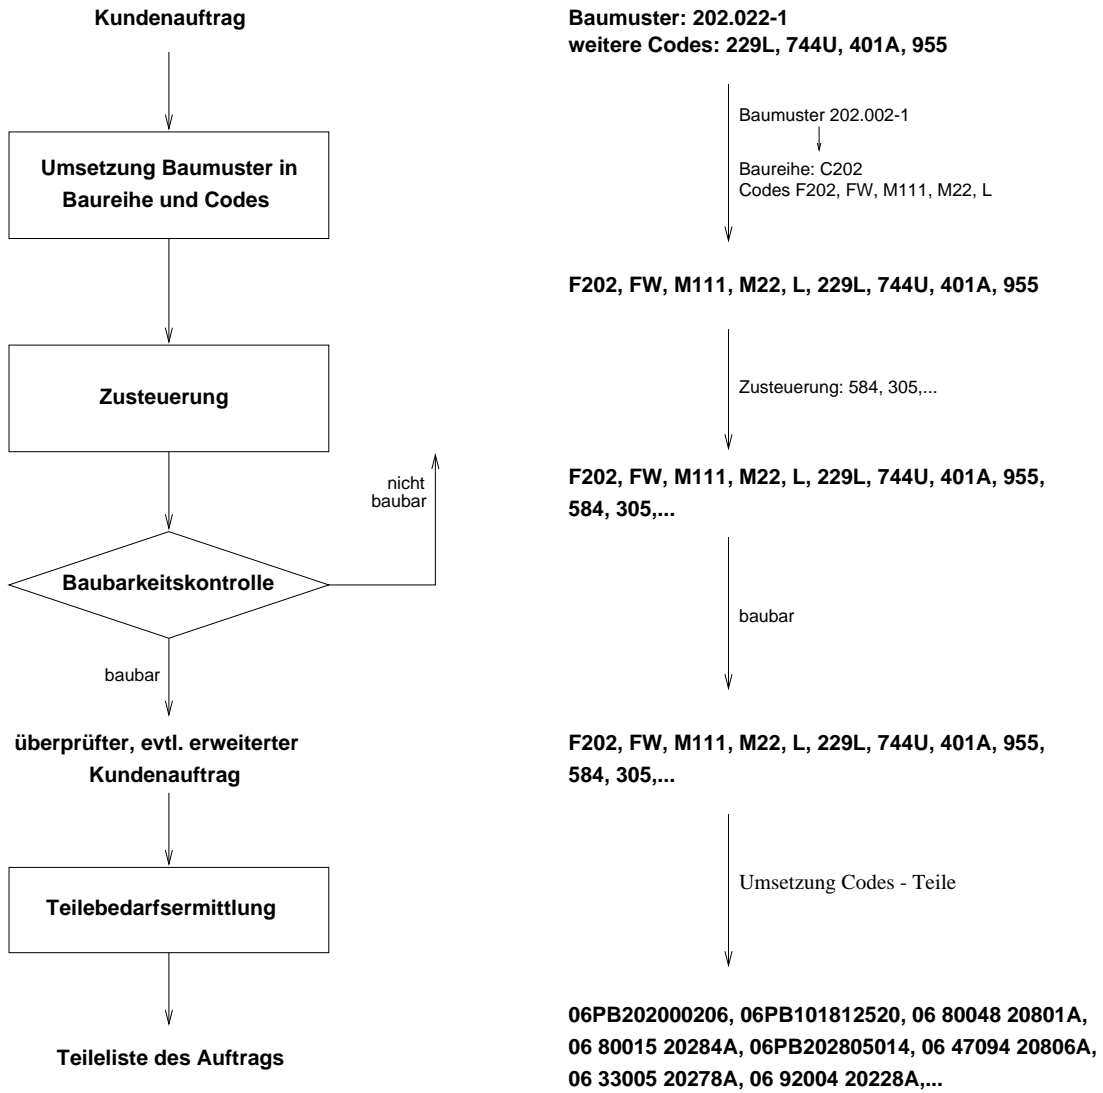 Kundenauftrag
Umsetzung Baumuster in
Baureihe und Codes
Zusteuerung
nicht
baubar
Baubarkeitskontrolle
baubar
überprüfter, evtl. erweiterter
Kundenauftrag
Teilebedarfsermittlung
Teileliste des Auftrags
Baumuster: 202.022-1
weitere Codes: 229L, 744U, 401A, 955
Baumuster 202.002-1
Baureihe: C202
Codes F202, FW, M111, M22, L
F202, FW, M111, M22, L, 229L, 744U, 401A, 955
Zusteuerung: 584, 305,...
F202, FW, M111, M22, L, 229L, 744U, 401A, 955,
584, 305,...
baubar
F202, FW, M111, M22, L, 229L, 744U, 401A, 955,
584, 305,...
Umsetzung Codes - Teile
06PB202000206, 06PB101812520, 06 80048 20801A,
06 80015 20284A, 06PB202805014, 06 47094 20806A,
06 33005 20278A, 06 92004 20228A,...